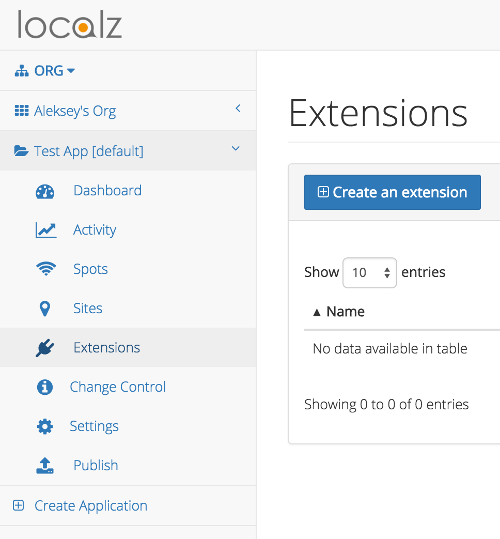 localz
ORG
Aleksey's Org
Test App [default]
Dashboard
Activity
Spots
Sites
Extensions
Change Control
Settings
Publish
Create Application
Extensions
Create an extension
Show 10 entries
Name
No data available in table
Showing 0 to 0 of 0 entries